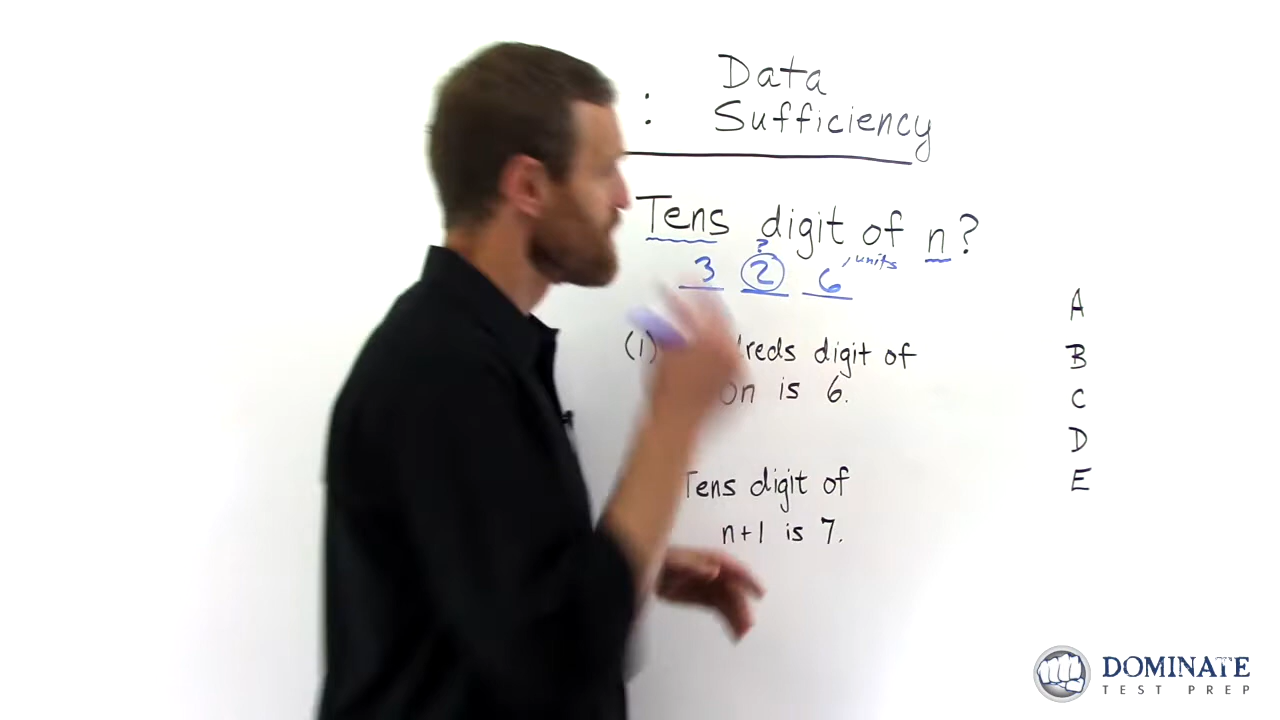 : Data
Sufficiency
Tens digit of n?
?
3 2 6 units
(1) dreds digit of
0n is 6.
Tens digit of
n+1 is 7.
A
B
C
D
E
DOMINATE
TEST PREP